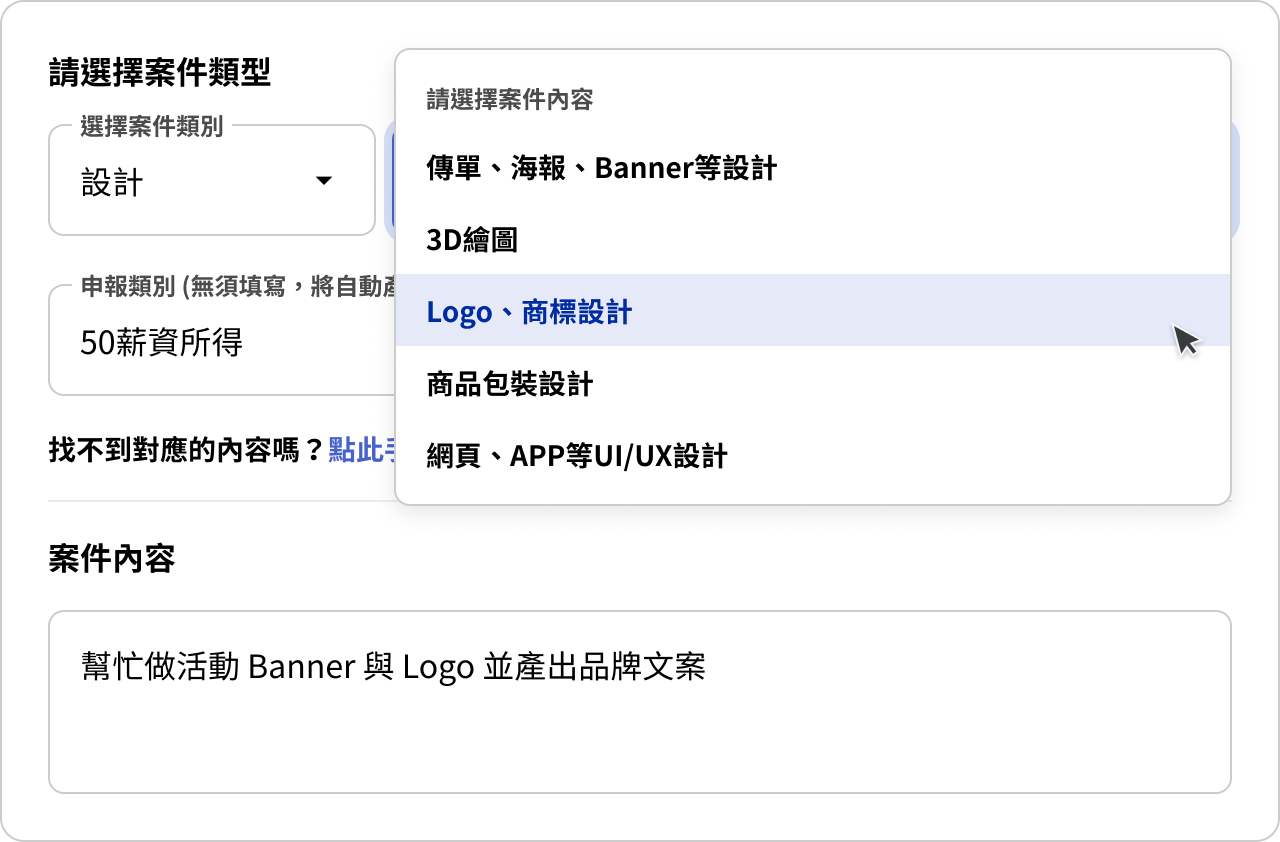 請選擇案件類型
選擇案件類別
設計
請選擇案件內容
傳單、海報、Banner等設計
3D繪圖
Logo、商標設計
商品包裝設計
網頁、APP等UI/UX設計
申報類別 (無須填寫，將自動產
50薪資所得
找不到對應的內容嗎？點此手
案件內容
幫忙做活動 Banner 與 Logo 並產出品牌文案